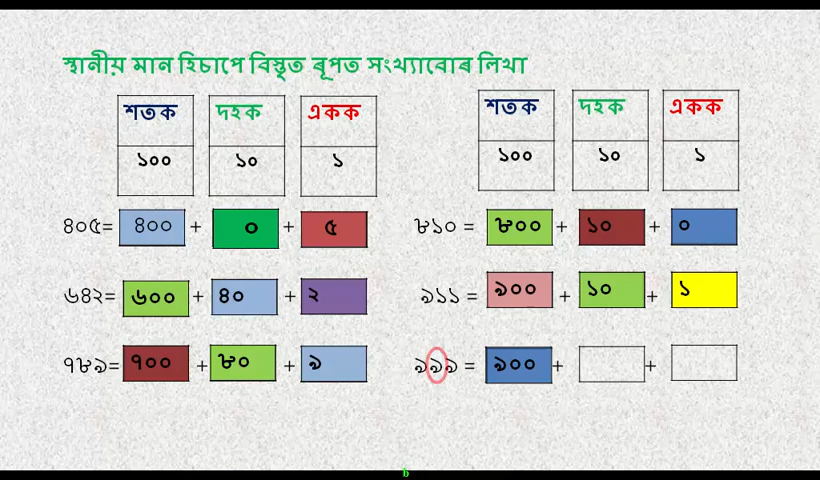 স্থানীয় মান হিচাপে বিস্তৃত ৰূপত সংখ্যাবোৰ লিখা
শতক দহক একক
১০০ ১০ ১
৪০৫= ৪০০ + ০ + ৫
৬৪২= ৬০০ + ৪০ + ২
৭৮৯= ৭০০ + ৮০ + ৯
শতক দহক একক
১০০ ১০ ১
৮১০ = ৮০০ + ১০ + ০
৯১১ = ৯০০ + ১০ + ১
৯৯৯ = ৯০০ + +
b